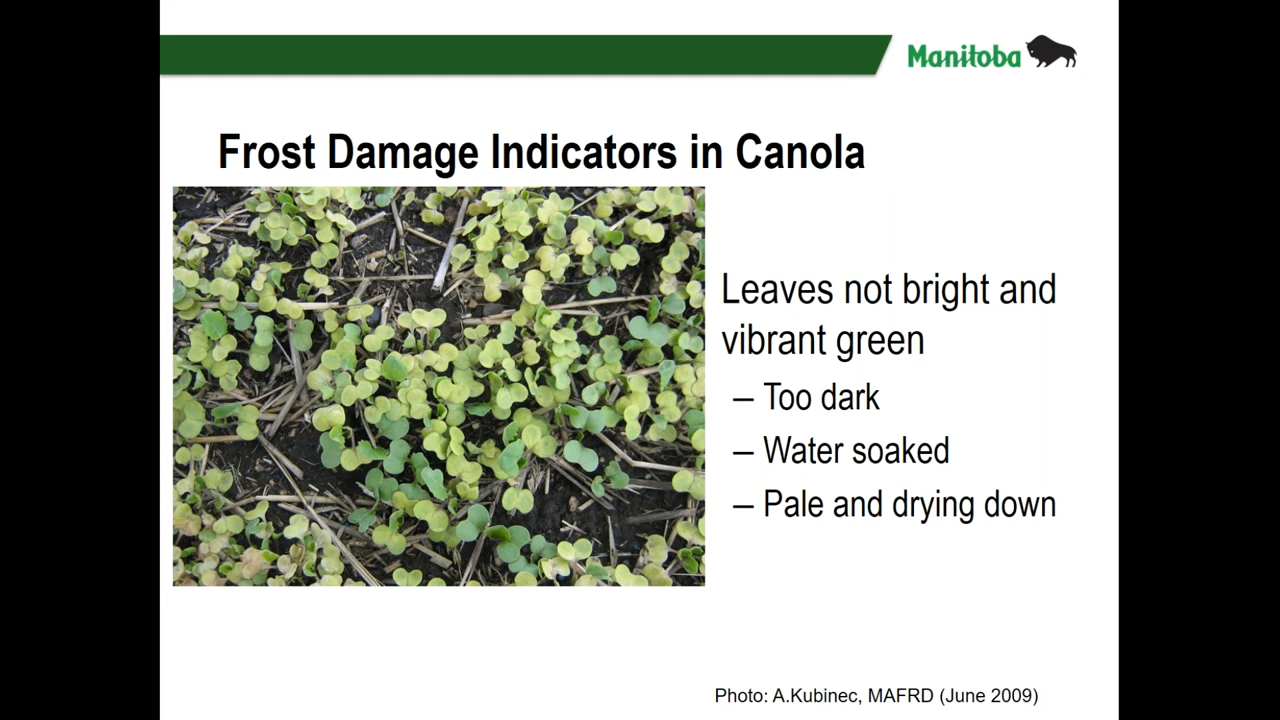 Manitoba
Frost Damage Indicators in Canola
Leaves not bright and
vibrant green
– Too dark
– Water soaked
– Pale and drying down
Photo: A.Kubinec, MAFRD (June 2009)